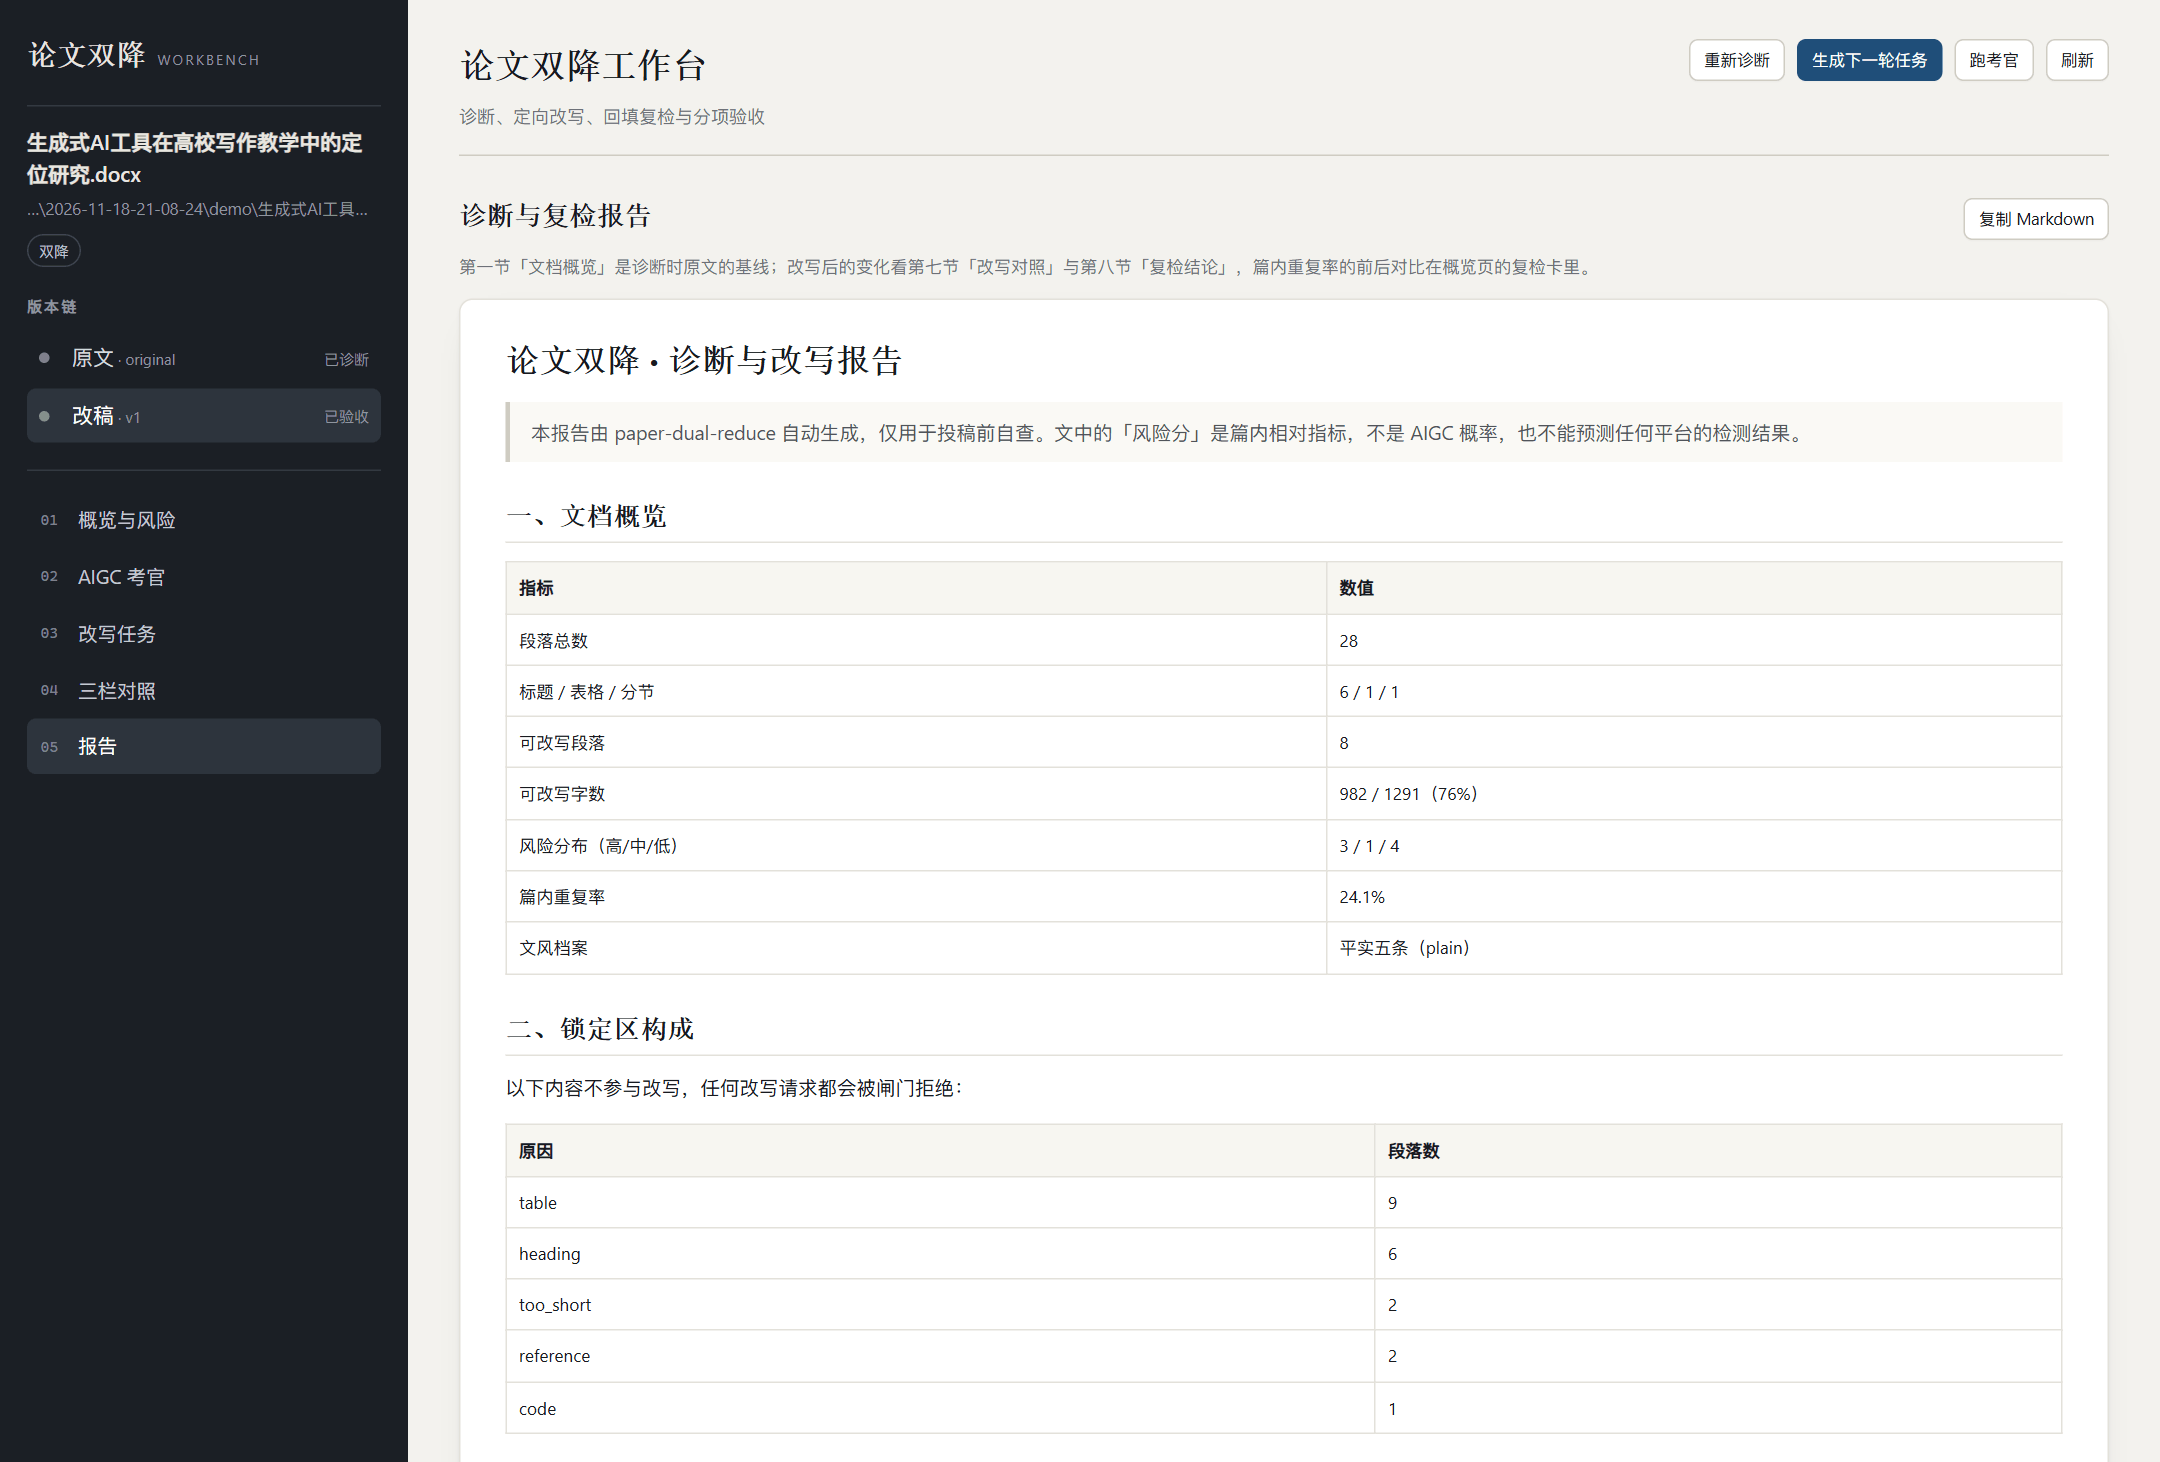 论文双降 WORKBENCH
生成式AI工具在高校写作教学中的定
位研究.docx
...\2026-11-18-21-08-24\demo\生成式AI工具...
双降
版本链
原文 · original 已诊断
改稿 · v1 已验收
01 概览与风险
02 AIGC 考官
03 改写任务
04 三栏对照
05 报告
论文双降工作台
重新诊断 生成下一轮任务 跑考官 刷新
诊断、定向改写、回填复检与分项验收
诊断与复检报告
复制 Markdown
第一节「文档概览」是诊断时原文的基线；改写后的变化看第七节「改写对照」与第八节「复检结论」，篇内重复率的前后对比在概览页的复检卡里。
论文双降 · 诊断与改写报告
本报告由 paper-dual-reduce 自动生成，仅用于投稿前自查。文中的「风险分」是篇内相对指标，不是 AIGC 概率，也不能预测任何平台的检测结果。
一、文档概览
指标 数值
段落总数 28
标题 / 表格 / 分节 6 / 1 / 1
可改写段落 8
可改写字数 982 / 1291（76%）
风险分布（高/中/低） 3 / 1 / 4
篇内重复率 24.1%
文风档案 平实五条（plain）
二、锁定区构成
以下内容不参与改写，任何改写请求都会被闸门拒绝：
原因 段落数
table 9
heading 6
too_short 2
reference 2
code 1